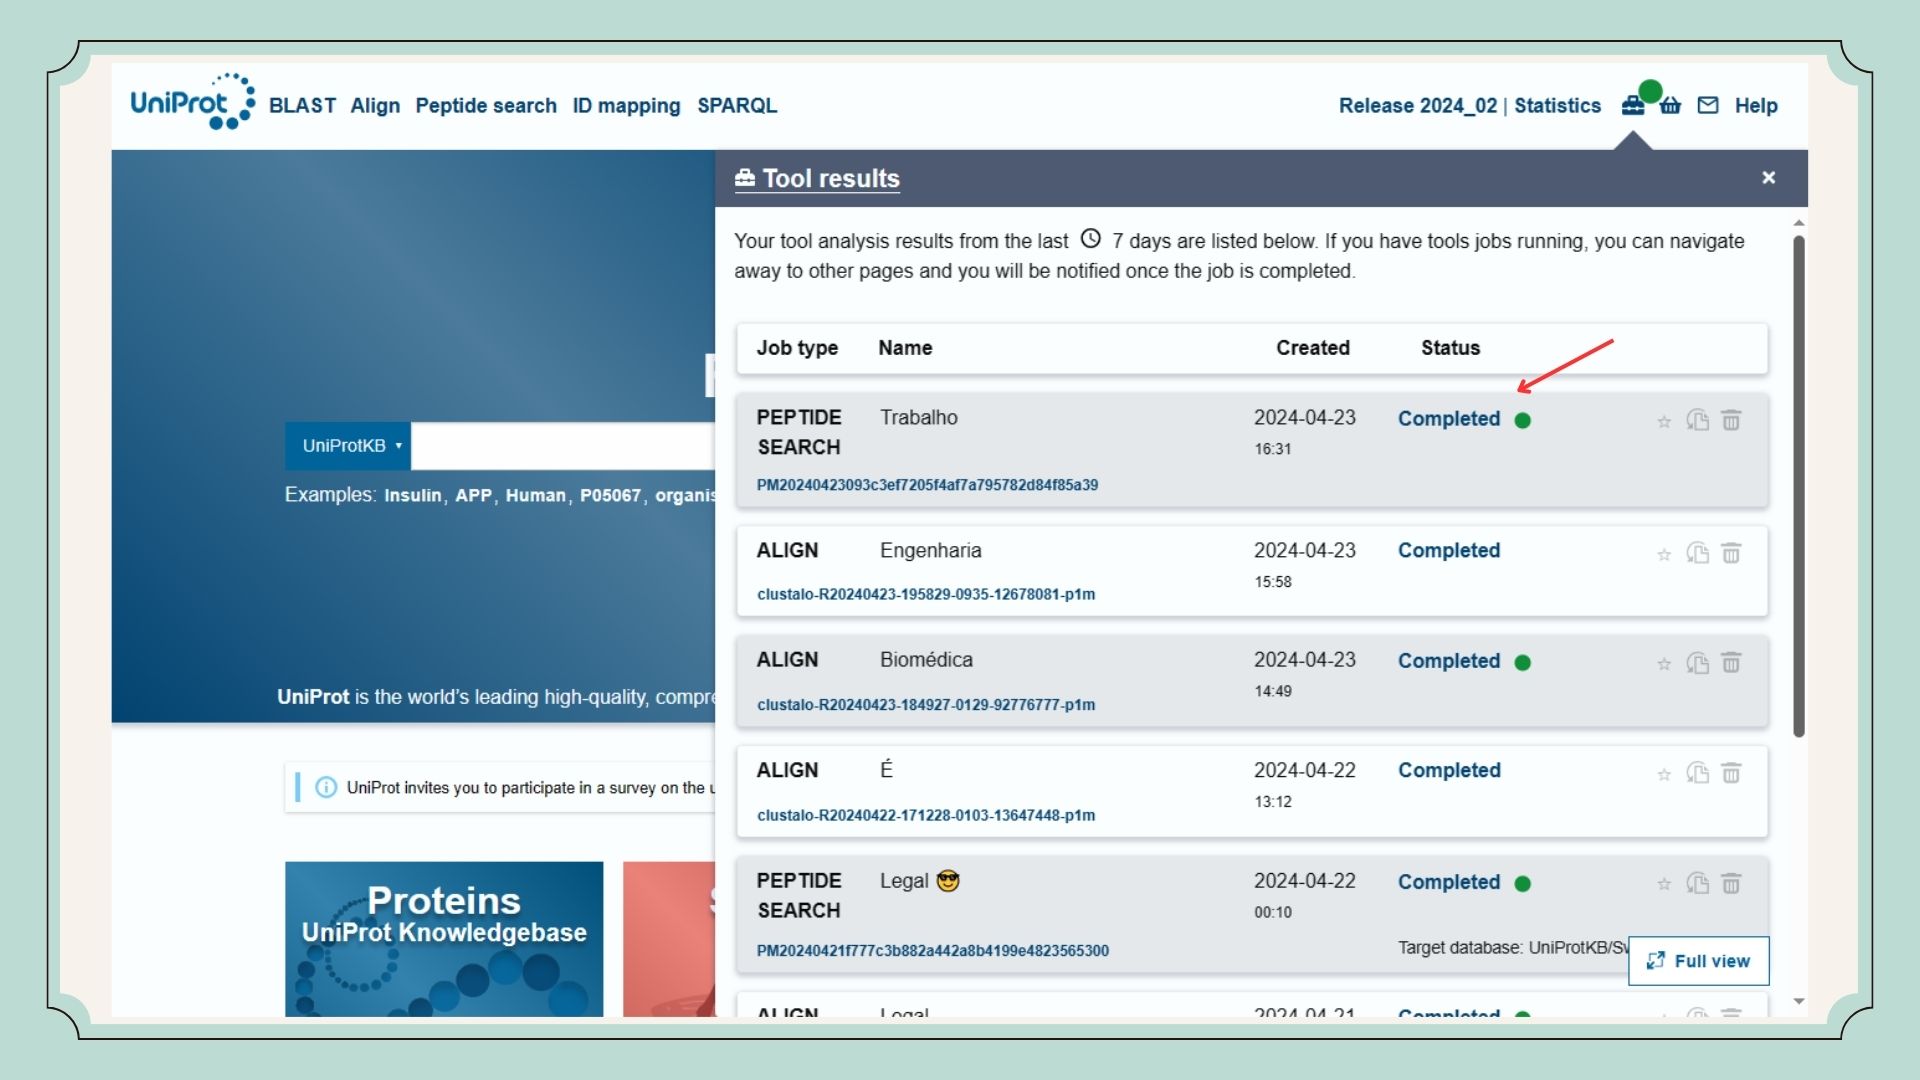 UniProt BLAST Align Peptide search ID mapping SPARQL Release 2024_02 | Statistics Help
Tool results ×
Your tool analysis results from the last 7 days are listed below. If you have tools jobs running, you can navigate
away to other pages and you will be notified once the job is completed.
UniProtKB
Examples: Insulin, APP, Human, P05067, organis
UniProt is the world's leading high-quality, compre
UniProt invites you to participate in a survey on the u
Proteins
UniProt Knowledgebase
S
Job type Name Created Status
PEPTIDE Trabalho 2024-04-23 Completed
SEARCH 16:31
PM20240423093c3ef7205f4af7a795782d84f85a39
ALIGN Engenharia 2024-04-23 Completed
15:58
clustalo-R20240423-195829-0935-12678081-p1m
ALIGN Biomédica 2024-04-23 Completed
14:49
clustalo-R20240423-184927-0129-92776777-p1m
ALIGN É 2024-04-22 Completed
13:12
clustalo-R20240422-171228-0103-13647448-p1m
PEPTIDE Legal 😎 2024-04-22 Completed
SEARCH 00:10
PM20240421f777c3b882a442a8b4199e4823565300 Target database: UniProtKB/Sw
Full view
ALIGN Legal 2024-04-21 Completed